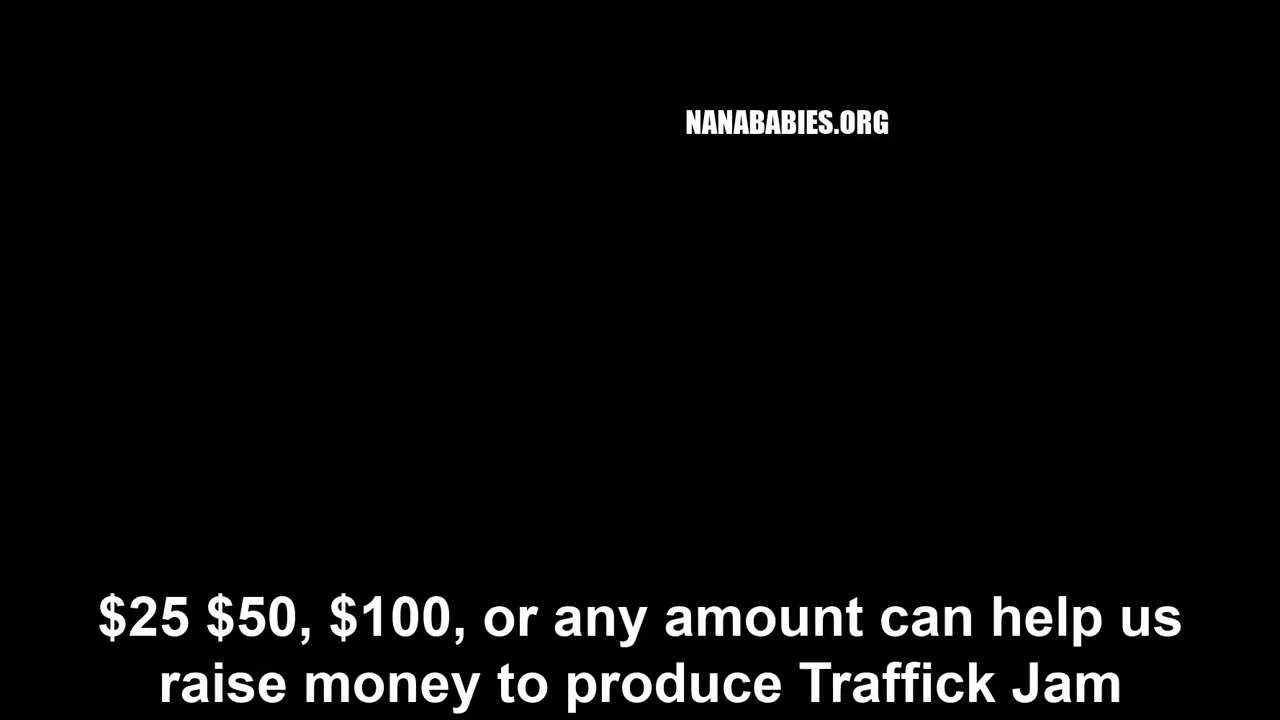 NANABABIES.ORG
$25 $50, $100, or any amount can help us
raise money to produce Traffick Jam